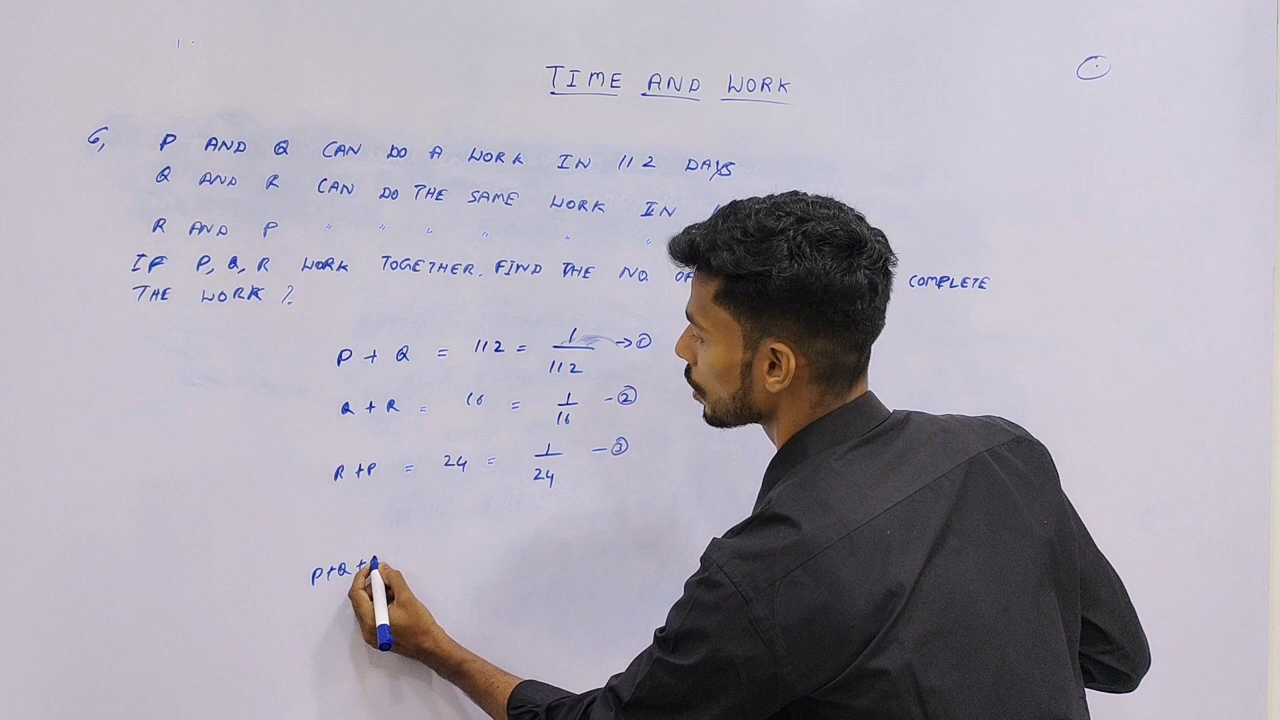 TIME AND WORK
6, P AND Q CAN DO A WORK IN 112 DAYS
Q AND R CAN DO THE SAME WORK IN
R AND P " " " " " "
IF P, Q, R WORK TOGETHER. FIND THE NO. OF COMPLETE
THE WORK ?
P + Q = 112 = 1/112 → ①
Q + R = 16 = 1/16 - ②
R + P = 24 = 1/24 - ③
P+Q+